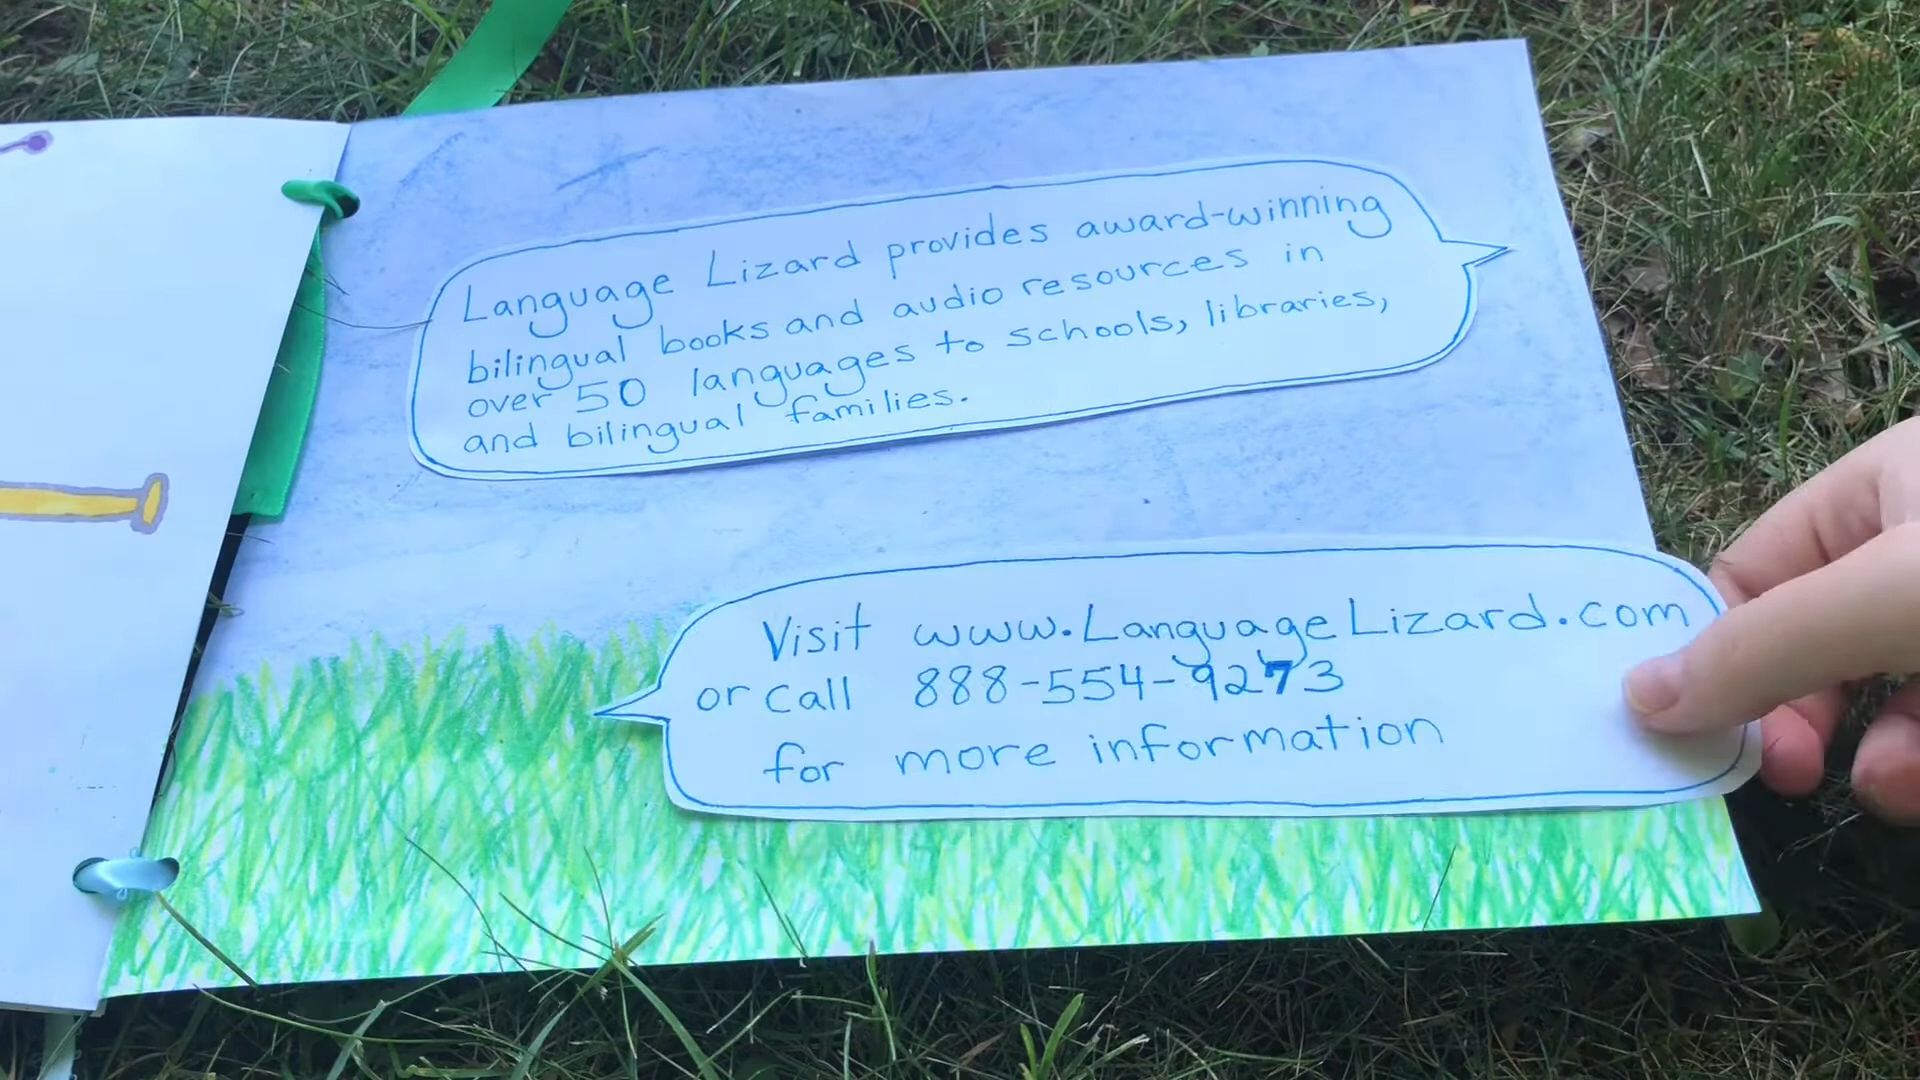 Language Lizard provides award-winning
bilingual books and audio resources in
over 50 languages to schools, libraries,
and bilingual families.
Visit www.LanguageLizard.com
or call 888-554-9273
for more information